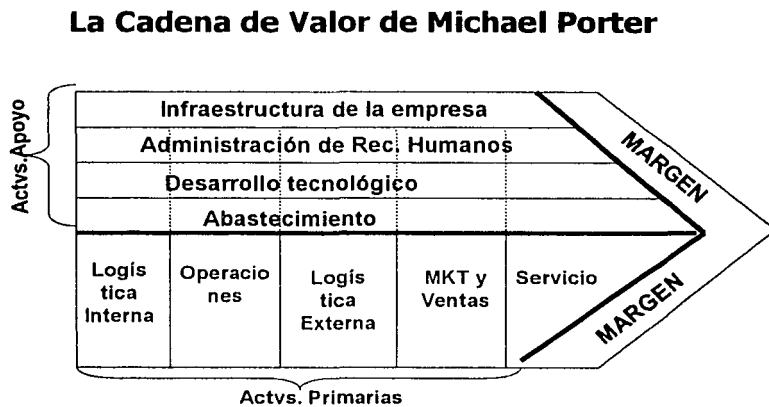 La Cadena de Valor de Michael Porter
Actvs.Apoyo
Infraestructura de la empresa
Administración de Rec. Humanos
Desarrollo tecnológico
Abastecimiento
MARGEN
Logís
tica
Interna
Operacio
nes
Logís
tica
Externa
MKT y
Ventas
Servicio
MARGEN
Actvs. Primarias